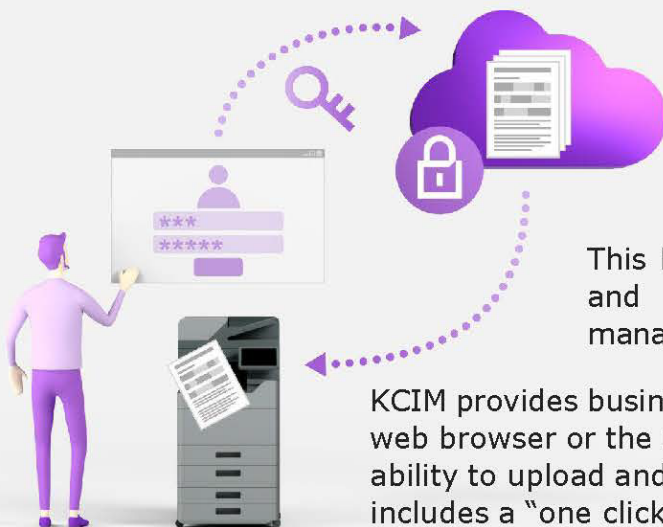 ***
*****
This
and
mana
KCIM provides busin
web browser or the
ability to upload and
includes a “one click